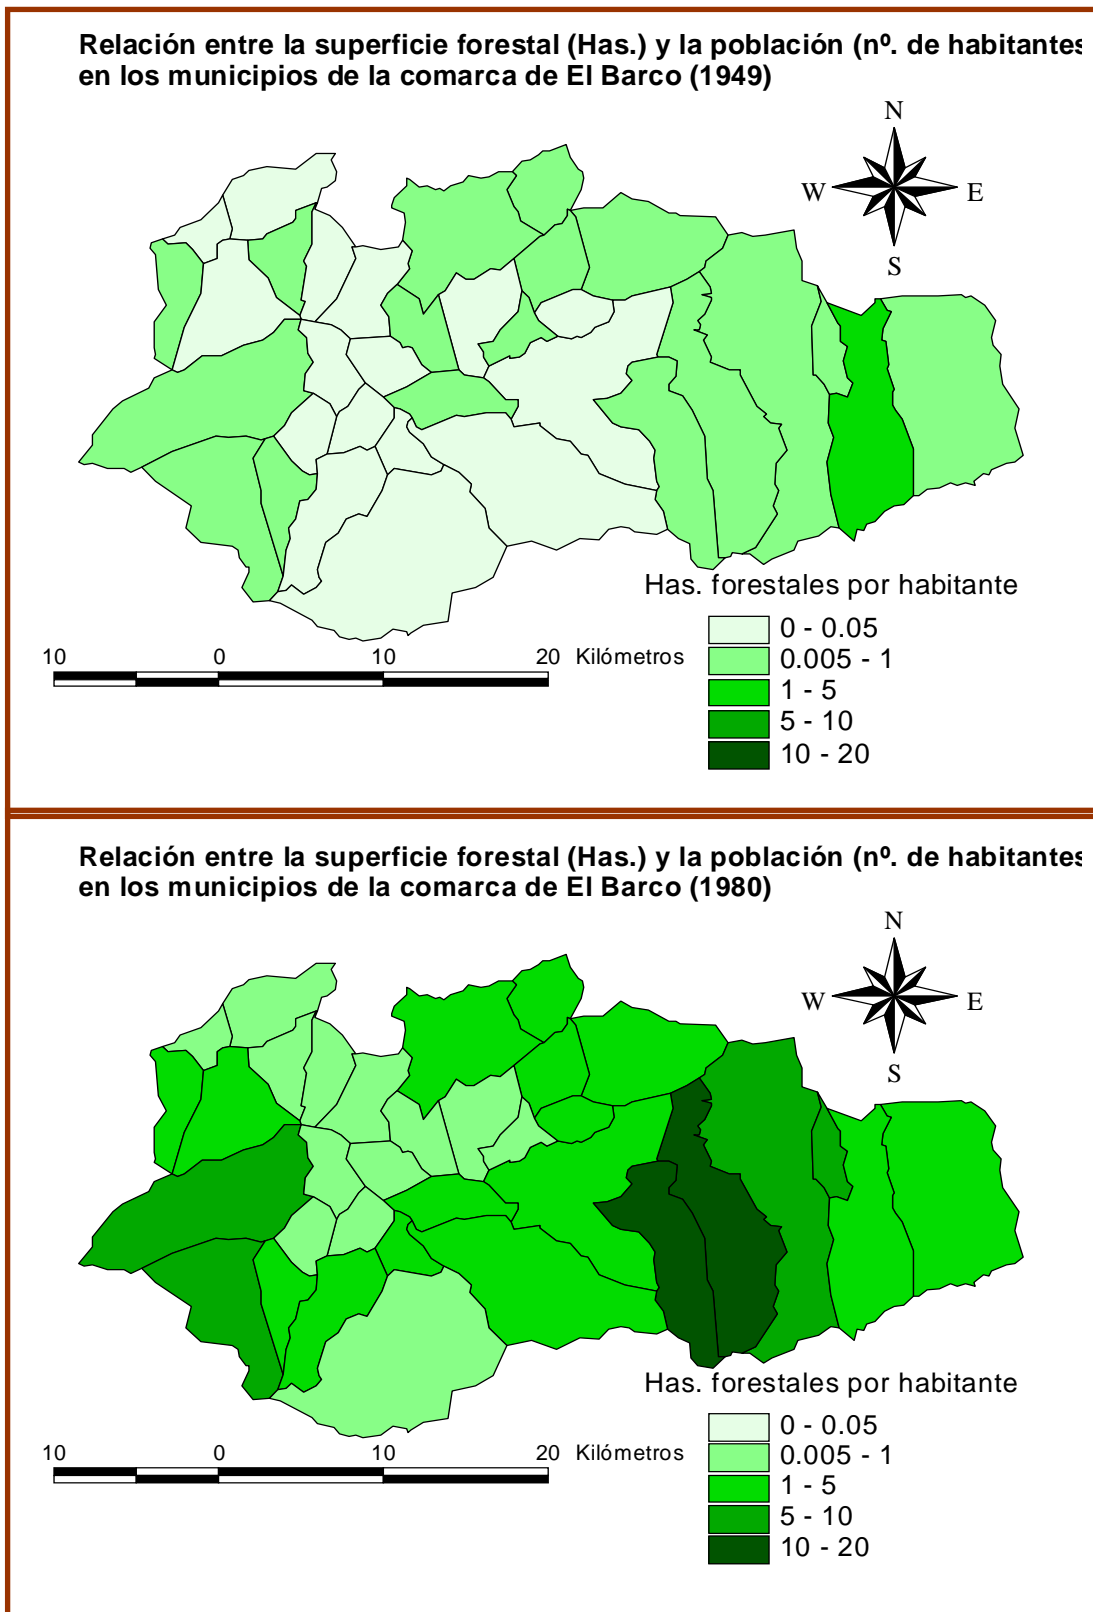 Relación entre la superficie forestal (Has.) y la población (nº. de habitantes
en los municipios de la comarca de El Barco (1949)
N
W E
S
Has. forestales por habitante
0 - 0.05
0.005 - 1
1 - 5
5 - 10
10 - 20
10 0 10 20 Kilómetros
Relación entre la superficie forestal (Has.) y la población (nº. de habitantes
en los municipios de la comarca de El Barco (1980)
N
W E
S
Has. forestales por habitante
0 - 0.05
0.005 - 1
1 - 5
5 - 10
10 - 20
10 0 10 20 Kilómetros